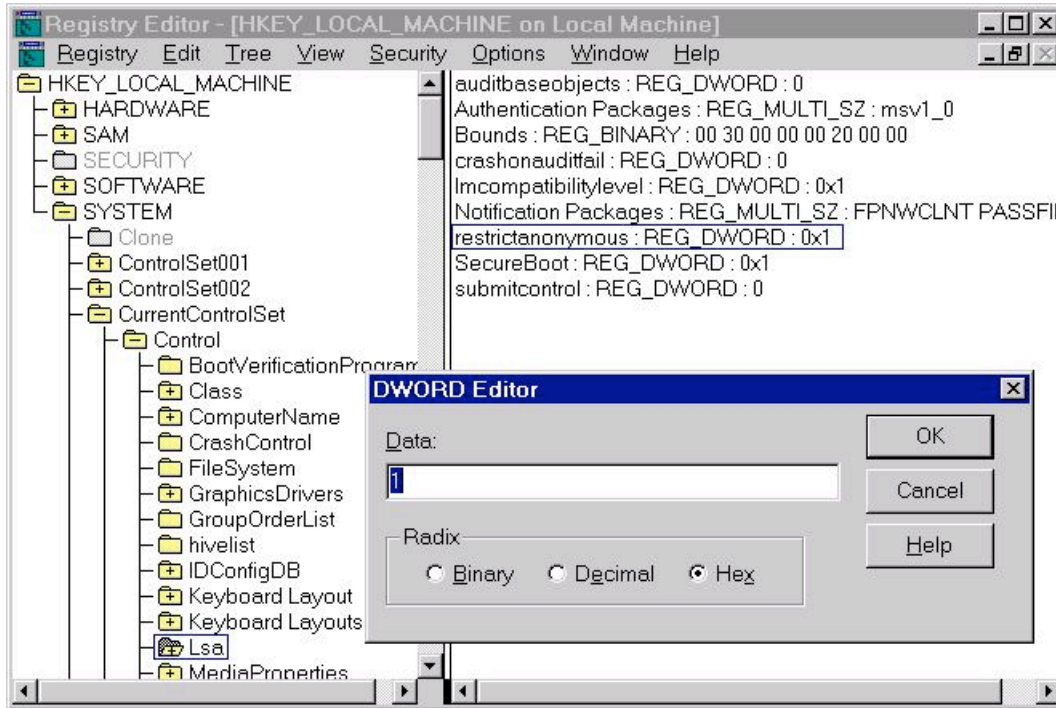 Registry Editor - [HKEY_LOCAL_MACHINE on Local Machine]
Registry Edit Tree View Security Options Window Help
HKEY_LOCAL_MACHINE
HARDWARE
SAM
SECURITY
SOFTWARE
SYSTEM
Clone
ControlSet001
ControlSet002
CurrentControlSet
Control
BootVerificationProgram
Class
ComputerName
CrashControl
FileSystem
GraphicsDrivers
GroupOrderList
hivelist
IDConfigDB
Keyboard Layout
Keyboard Layouts
Lsa
MediaProperties
auditbaseobjects : REG_DWORD : 0
Authentication Packages : REG_MULTI_SZ : msv1_0
Bounds : REG_BINARY : 00 30 00 00 00 20 00 00
crashonauditfail : REG_DWORD : 0
lmcompatibilitylevel : REG_DWORD : 0x1
Notification Packages : REG_MULTI_SZ : FPNWCLNT PASSFI
restrictanonymous : REG_DWORD : 0x1
SecureBoot : REG_DWORD : 0x1
submitcontrol : REG_DWORD : 0
DWORD Editor
Data:
1
Radix
Binary Decimal Hex
OK
Cancel
Help